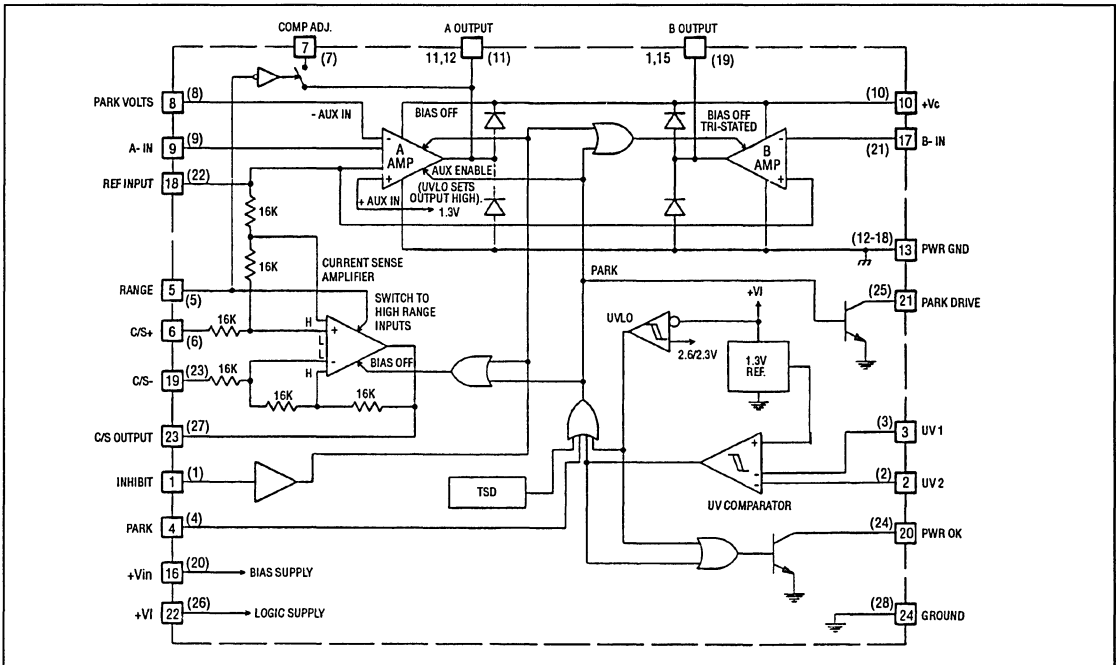 COMP ADJ.
7
(7)
A OUTPUT
11,12 (11)
B OUTPUT
1,15 (19)
PARK VOLTS 8 (8)
- AUX IN
BIAS OFF
A- IN 9 (9)
A AMP
AUX ENABLE
(UVLO SETS OUTPUT HIGH).
+ AUX IN
1.3V
REF INPUT 18 (22)
BIAS OFF
TRI-STATED
B AMP
(10) 10 +Vc
17 B- IN
(21)
16K
16K
CURRENT SENSE
AMPLIFIER
(12-18)
13 PWR GND
RANGE 5
(5)
SWITCH TO
HIGH RANGE
INPUTS
PARK
(25)
21 PARK DRIVE
C/S+ 6
(6)
16K
H
L
L
H
+
-
BIAS OFF
UVLO
+VI
2.6/2.3V
1.3V
REF.
C/S- 19 (23)
16K
16K
16K
C/S OUTPUT 23 (27)
(3)
3 UV 1
INHIBIT 1 (1)
TSD
+
-
-
UV COMPARATOR
(2)
2 UV 2
PARK 4 (4)
(24)
20 PWR OK
+Vin 16 (20)
BIAS SUPPLY
+VI 22 (26)
LOGIC SUPPLY
(28)
24 GROUND